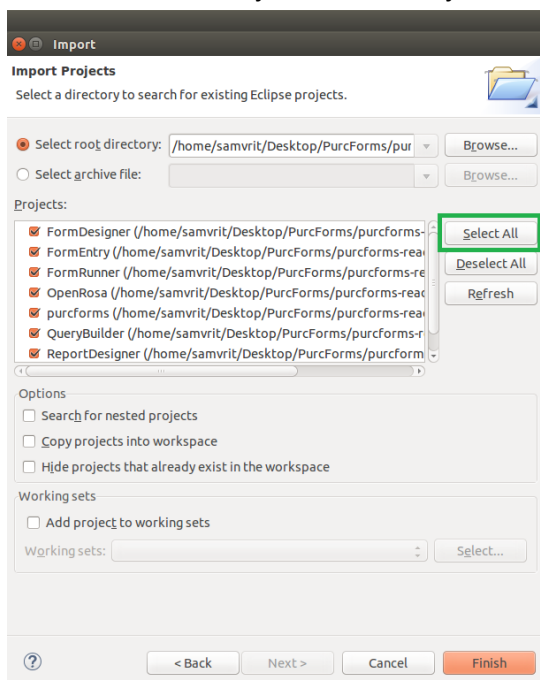 Import
Import Projects
Select a directory to search for existing Eclipse projects.
Select root directory: /home/samvrit/Desktop/PurcForms/pur Browse...
Select archive file: Browse...
Projects:
FormDesigner (/home/samvrit/Desktop/PurcForms/purcforms- Select All
FormEntry (/home/samvrit/Desktop/PurcForms/purcforms-rea
FormRunner (/home/samvrit/Desktop/PurcForms/purcforms-re Deselect All
OpenRosa (/home/samvrit/Desktop/PurcForms/purcforms-read Refresh
purcforms (/home/samvrit/Desktop/PurcForms/purcforms-rea
QueryBuilder (/home/samvrit/Desktop/PurcForms/purcforms-r
ReportDesigner (/home/samvrit/Desktop/PurcForms/purcform
Options
Search for nested projects
Copy projects into workspace
Hide projects that already exist in the workspace
Working sets
Add project to working sets
Working sets: Select...
? < Back Next > Cancel Finish